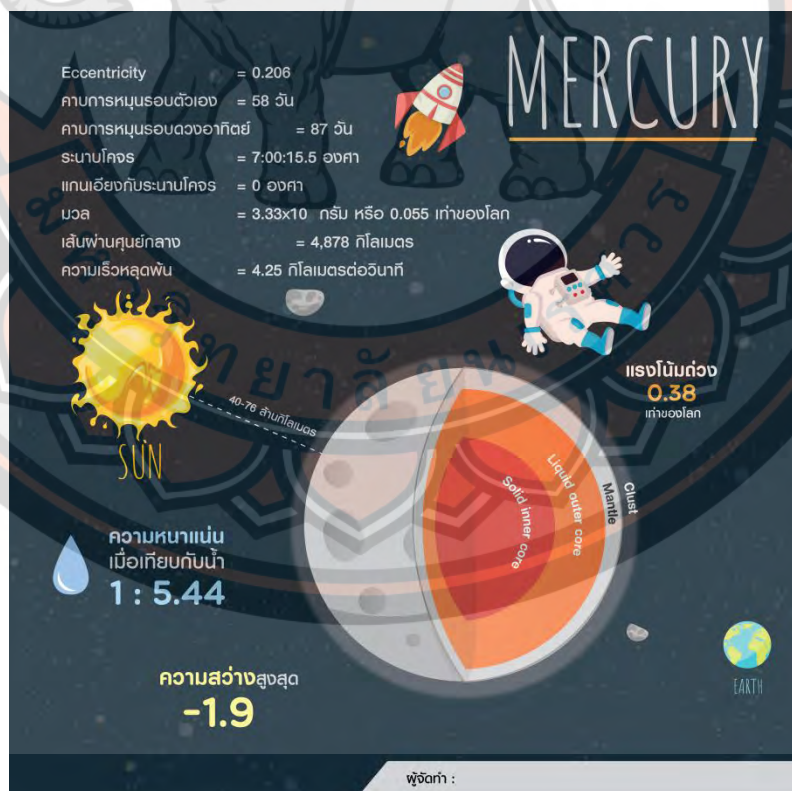 MERCURY
Eccentricity = 0.206
คาบการหมุนรอบตัวเอง = 58 วัน
คาบการหมุนรอบดวงอาทิตย์ = 87 วัน
ระนาบโคจร = 7:00:15.5 องศา
แกนเอียงกับระนาบโคจร = 0 องศา
มวล = 3.33x10 กรัม หรือ 0.055 เท่าของโลก
เส้นผ่านศูนย์กลาง = 4,878 กิโลเมตร
ความเร็วหลุดพ้น = 4.25 กิโลเมตรต่อวินาที
แรงโน้มถ่วง
0.38
เท่าของโลก
40-76 ล้านกิโลเมตร
SUN
Solid inner core
Liquid outer core
Mantle
Clust
ความหนาแน่น
เมื่อเทียบกับน้ำ
1 : 5.44
EARTH
ความสว่างสูงสุด
-1.9
ผู้จัดทำ :